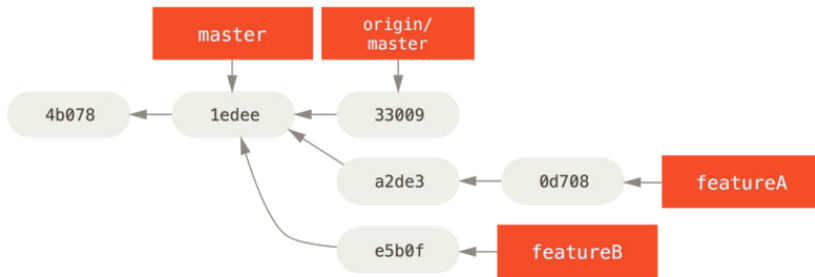 master
origin/
master
4b078
1edee
33009
a2de3
0d708
featureA
e5b0f
featureB